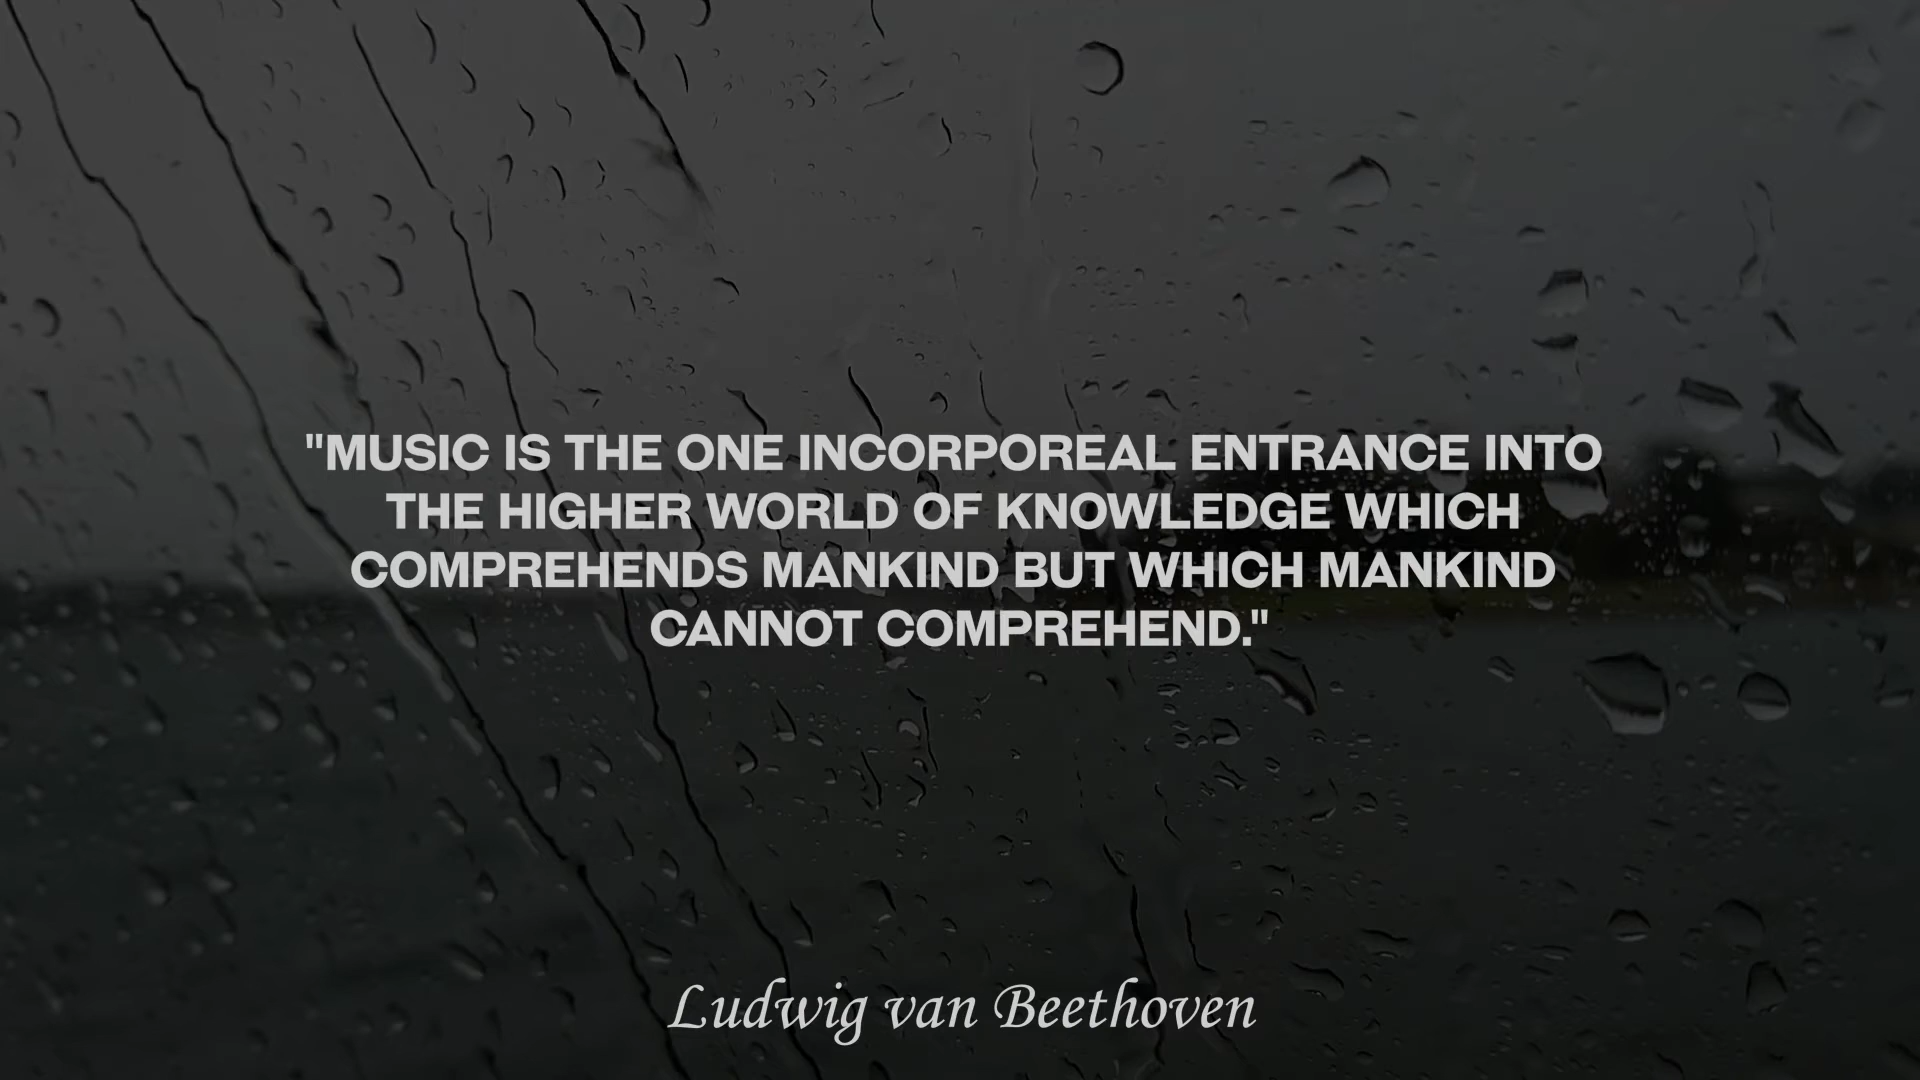 "MUSIC IS THE ONE INCORPOREAL ENTRANCE INTO
THE HIGHER WORLD OF KNOWLEDGE WHICH
COMPREHENDS MANKIND BUT WHICH MANKIND
CANNOT COMPREHEND."
Ludwig van Beethoven